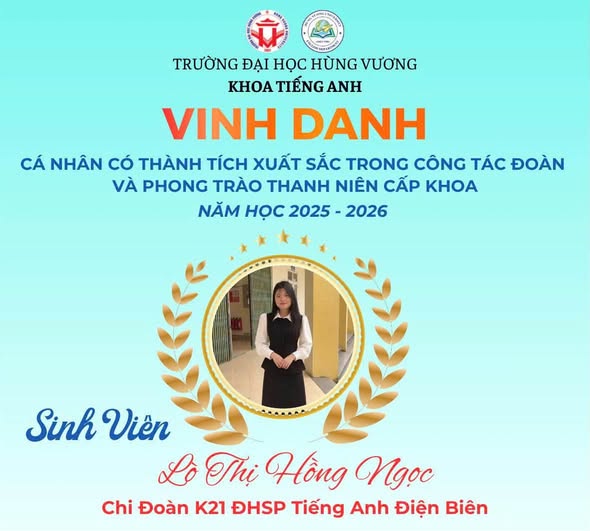 TRƯỜNG ĐẠI HỌC HÙNG VƯƠNG
KHOA TIẾNG ANH
VINH DANH
CÁ NHÂN CÓ THÀNH TÍCH XUẤT SẮC TRONG CÔNG TÁC ĐOÀN
VÀ PHONG TRÀO THANH NIÊN CẤP KHOA
NĂM HỌC 2025 - 2026
Sinh Viên
Lò Thị Hồng Ngọc
Chi Đoàn K21 ĐHSP Tiếng Anh Điện Biên